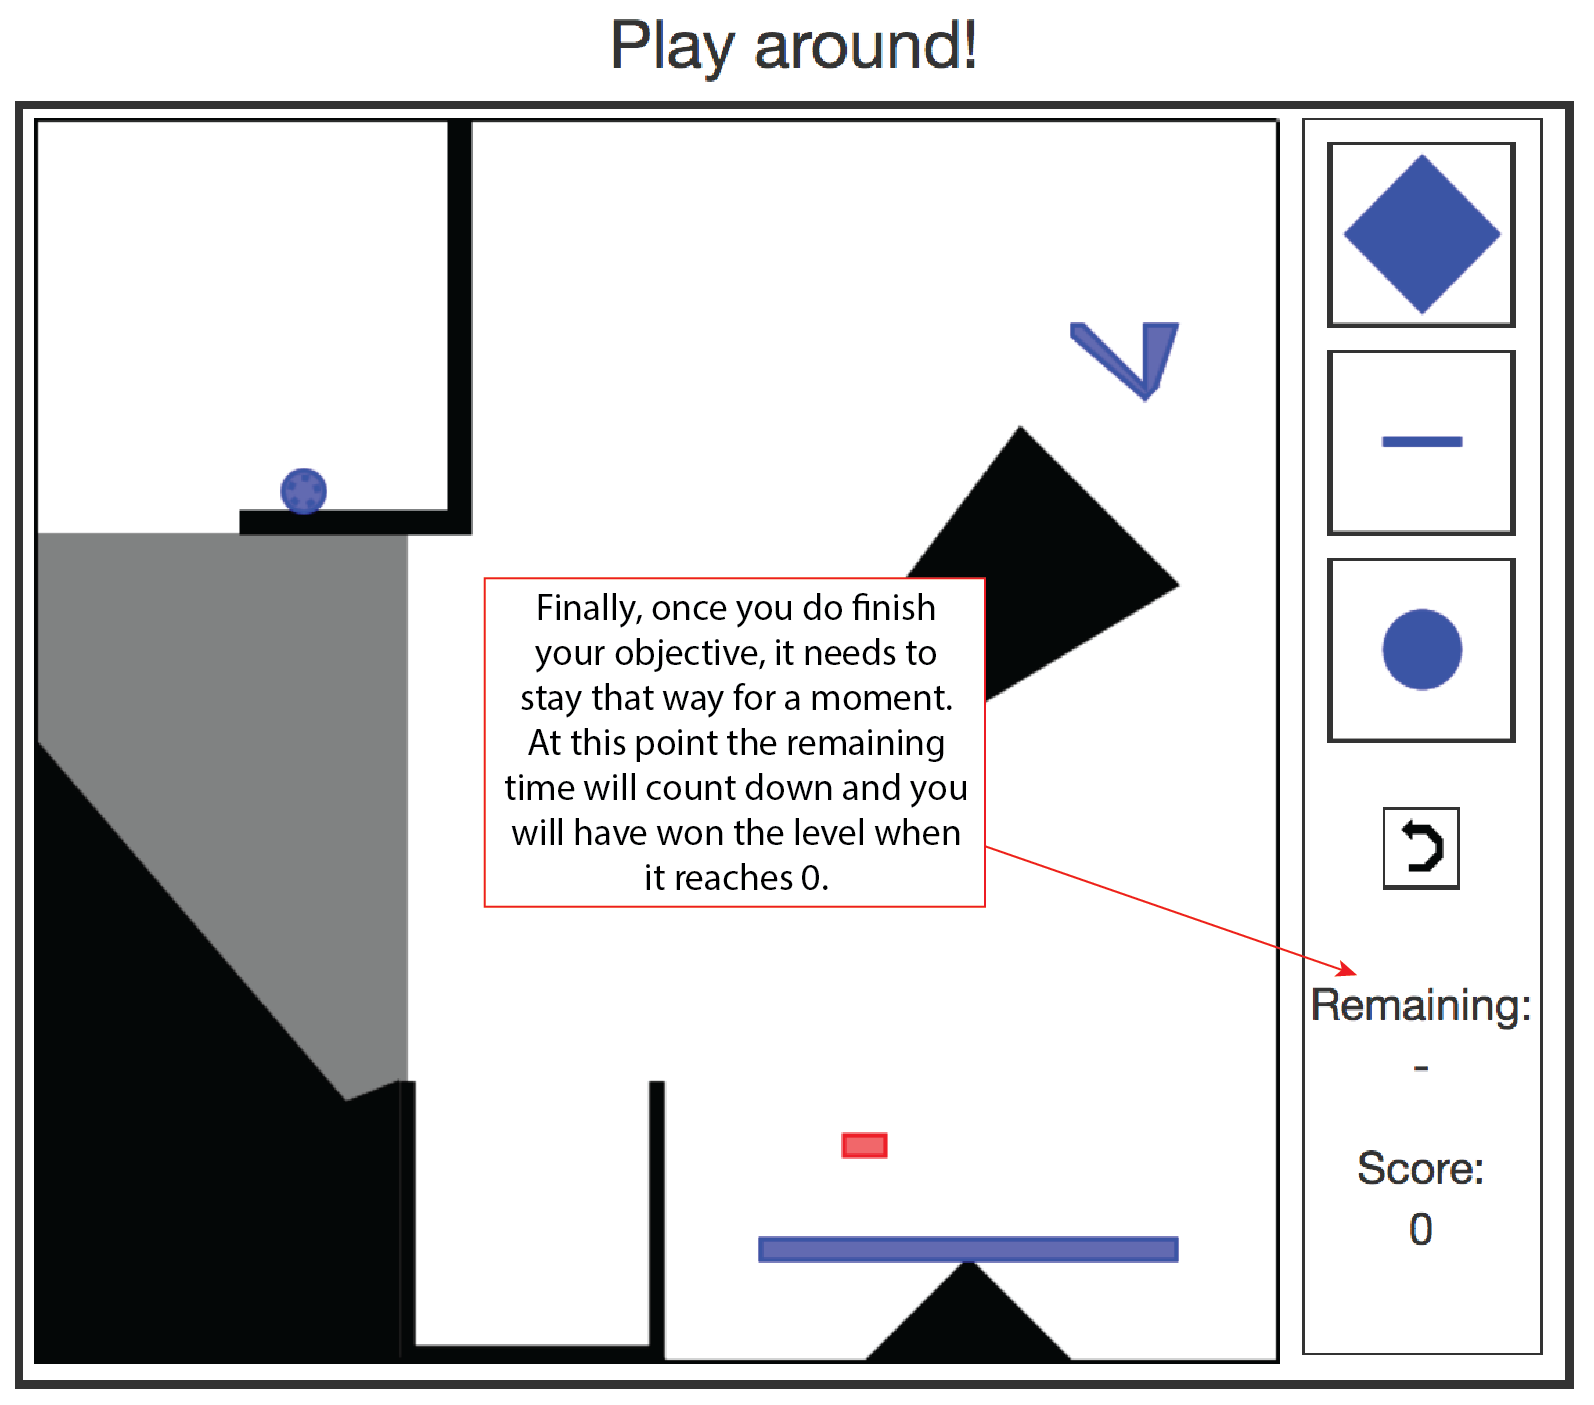 Play around!
Finally, once you do finish
your objective, it needs to
stay that way for a moment.
At this point the remaining
time will count down and you
will have won the level when
it reaches 0.
Remaining:
-
Score:
0